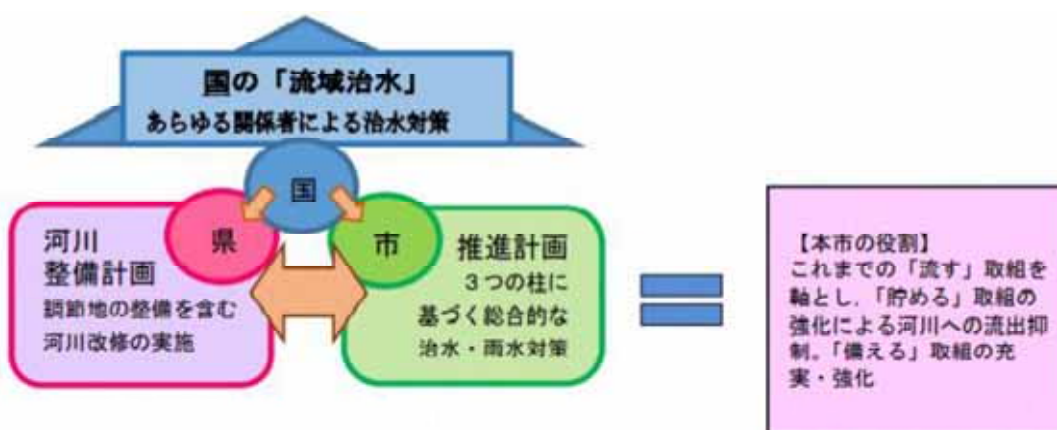 国の「流域治水」
あらゆる関係者による治水対策
国
県
市
河川
整備計画
調節地の整備を含む
河川改修の実施
推進計画
３つの柱に
基づく総合的な
治水・雨水対策
【本市の役割】
これまでの「流す」取組を
軸とし，「貯める」取組の
強化による河川への流出抑
制。「備える」取組の充
実・強化